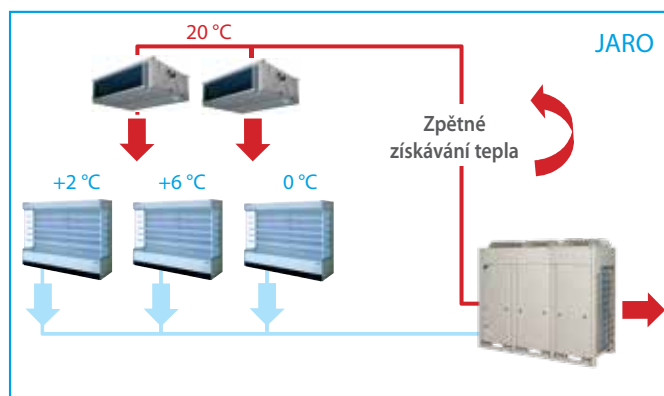 20 °C
JARO
Zpětné
získávání tepla
+2 °C
+6 °C
0 °C